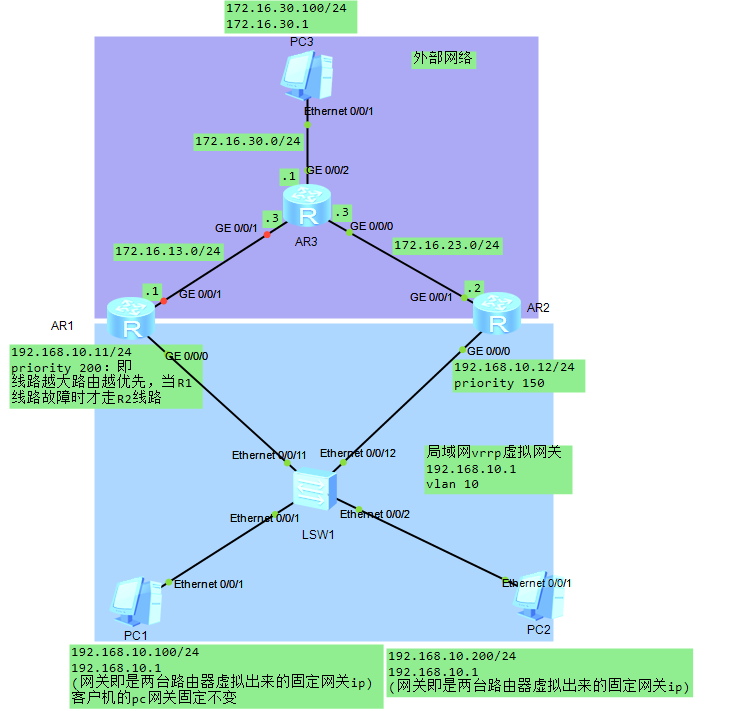 172.16.30.100/24
172.16.30.1
PC3
外部网络
Ethernet 0/0/1
172.16.30.0/24
GE 0/0/2
.1
R
.3
.3
GE 0/0/1
GE 0/0/0
AR3
172.16.13.0/24
172.16.23.0/24
.1
GE 0/0/1
.2
GE 0/0/1
AR1
R
R
AR2
192.168.10.11/24
priority 200：即
线路越大路由越优先，当R1
线路故障时才走R2线路
GE 0/0/0
GE 0/0/0
192.168.10.12/24
priority 150
Ethernet 0/0/11
Ethernet 0/0/12
局域网vrrp虚拟网关
192.168.10.1
vlan 10
Ethernet 0/0/1
Ethernet 0/0/2
LSW1
Ethernet 0/0/1
Ethernet 0/0/1
PC1
PC2
192.168.10.100/24
192.168.10.1
(网关即是两台路由器虚拟出来的固定网关ip)
客户机的pc网关固定不变
192.168.10.200/24
192.168.10.1
(网关即是两台路由器虚拟出来的固定网关ip)